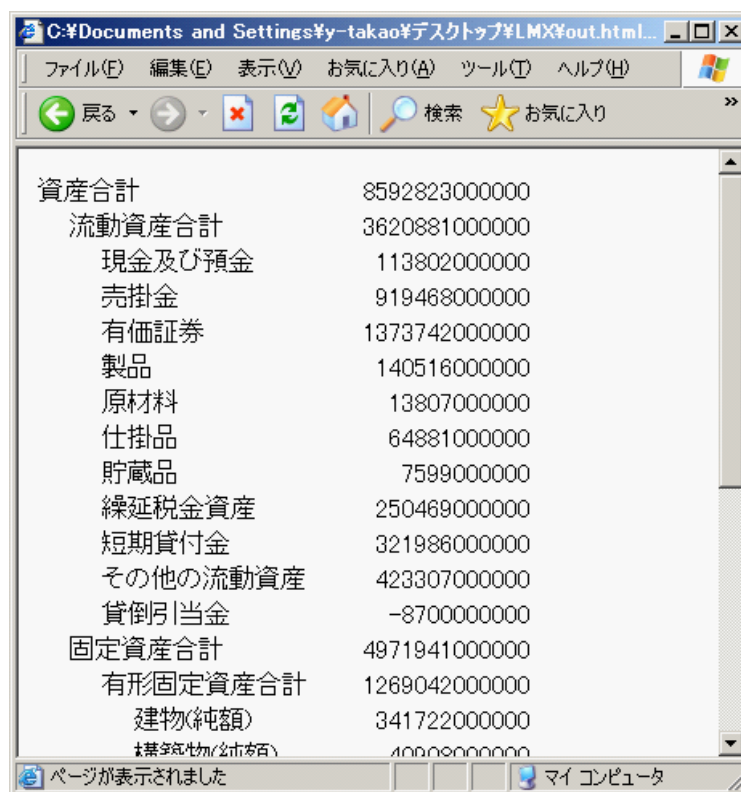 C:¥Documents and Settings¥y-takao¥デスクトップ¥LMX¥out.html...
ファイル(F) 編集(E) 表示(V) お気に入り(A) ツール(T) ヘルプ(H)
戻る 検索 お気に入り »
資産合計 8592823000000
流動資産合計 3620881000000
現金及び預金 113802000000
売掛金 919468000000
有価証券 1373742000000
製品 140516000000
原材料 13807000000
仕掛品 64881000000
貯蔵品 7599000000
繰延税金資産 250469000000
短期貸付金 321986000000
その他の流動資産 423307000000
貸倒引当金 -8700000000
固定資産合計 4971941000000
有形固定資産合計 1269042000000
建物(純額) 341722000000
構築物(純額) 40908000000
ページが表示されました マイ コンピュータ